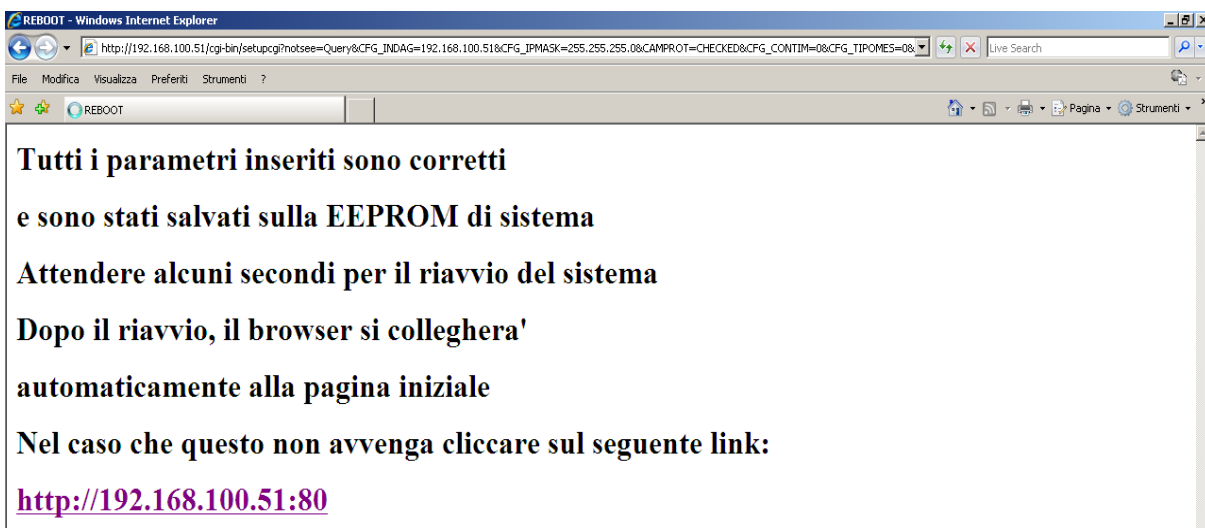 REBOOT - Windows Internet Explorer
http://192.168.100.51/cgi-bin/setupcgi?notsee=Query&CFG_INDAG=192.168.100.51&CFG_IPMASK=255.255.255.0&CAMPROT=CHECKED&CFG_CONTIM=0&CFG_TIPOMES=0& Live Search
File Modifica Visualizza Preferiti Strumenti ?
REBOOT Pagina Strumenti
Tutti i parametri inseriti sono corretti
e sono stati salvati sulla EEPROM di sistema
Attendere alcuni secondi per il riavvio del sistema
Dopo il riavvio, il browser si colleghera'
automaticamente alla pagina iniziale
Nel caso che questo non avvenga cliccare sul seguente link:
http://192.168.100.51:80